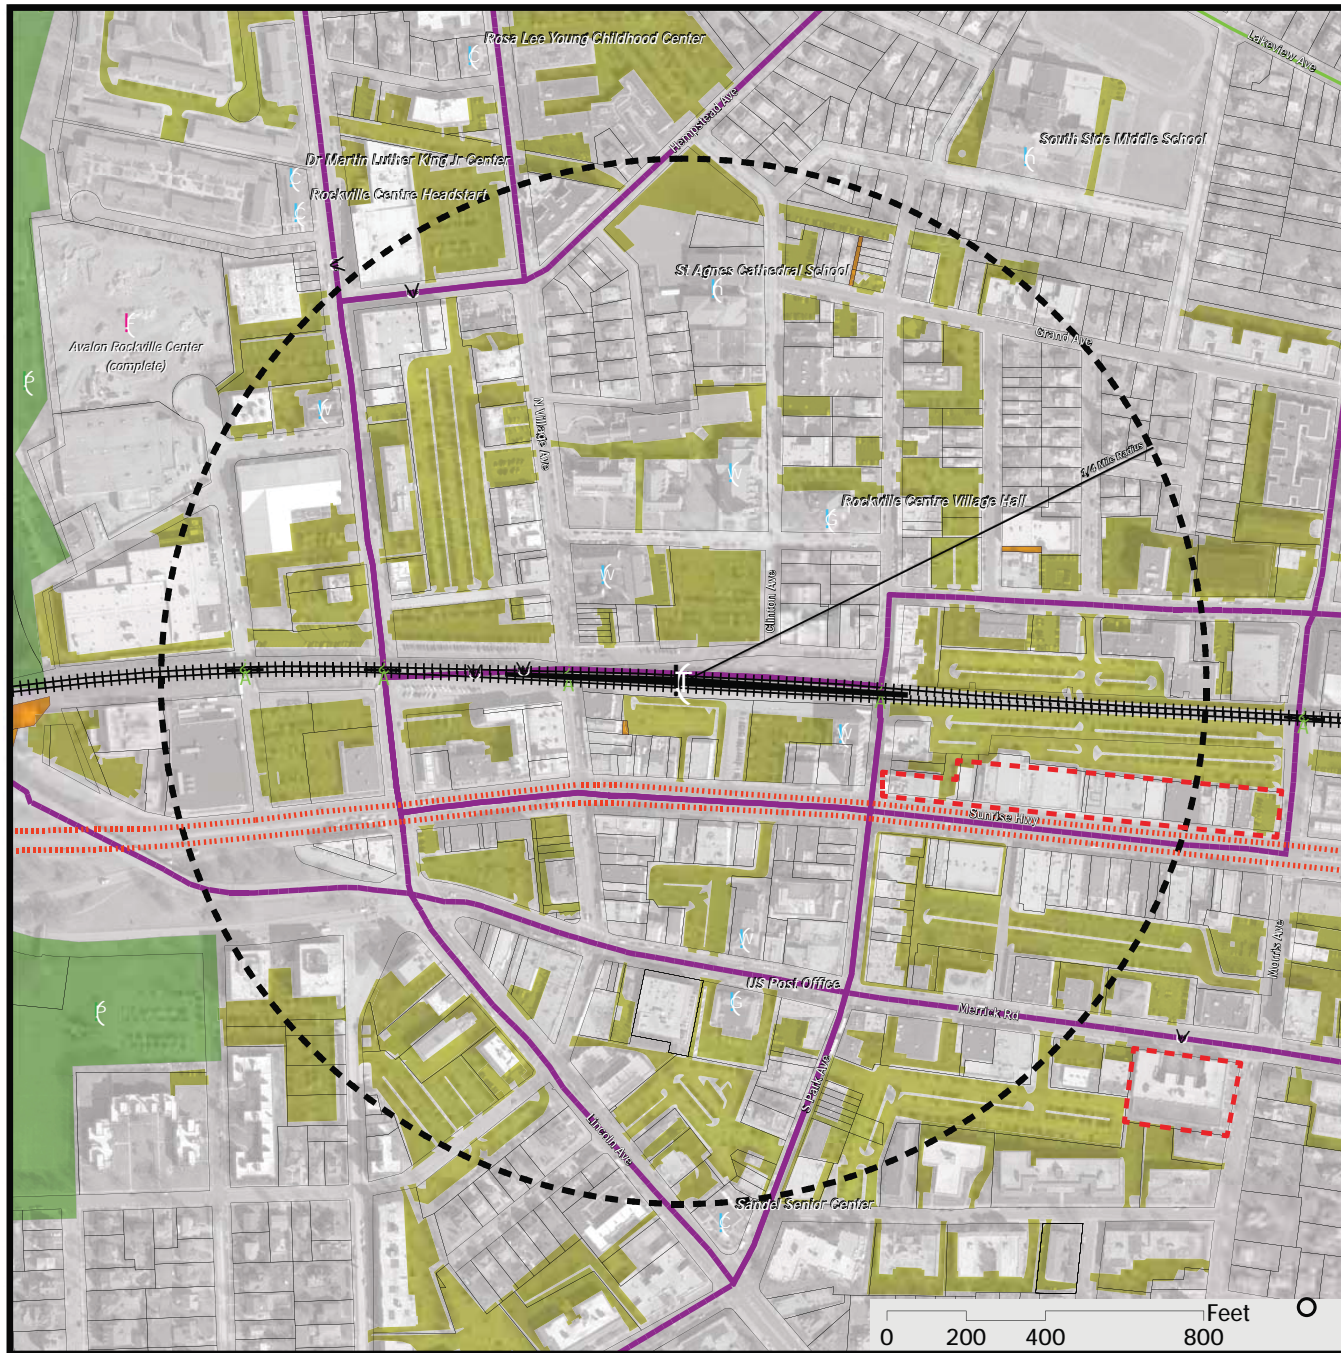 Rosa Lee Young Childhood Center
Lakeview Ave
Hempstead Ave
South Side Middle School
Dr Martin Luther King Jr Center
Rockville Centre Headstart
St Agnes Cathedral School
Grand Ave
Avalon Rockville Center
(complete)
P
N Village Ave
1/4 Mile Radius
Rockville Centre Village Hall
G
Clinton Ave
Sunrise Hwy
Morris Ave
US Post Office
G
P
Merrick Rd
S Park Ave
Lincoln Ave
Sandel Senior Center
Feet
0 200 400 800